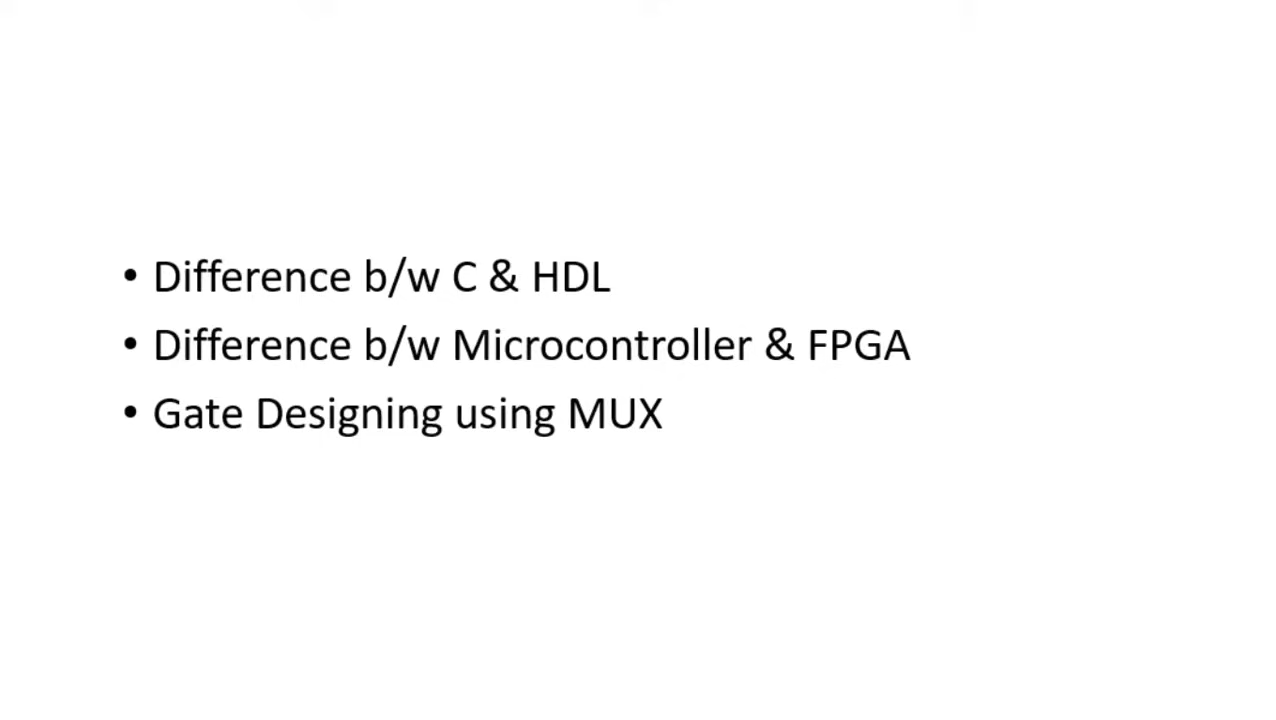 • Difference b/w C & HDL
• Difference b/w Microcontroller & FPGA
• Gate Designing using MUX